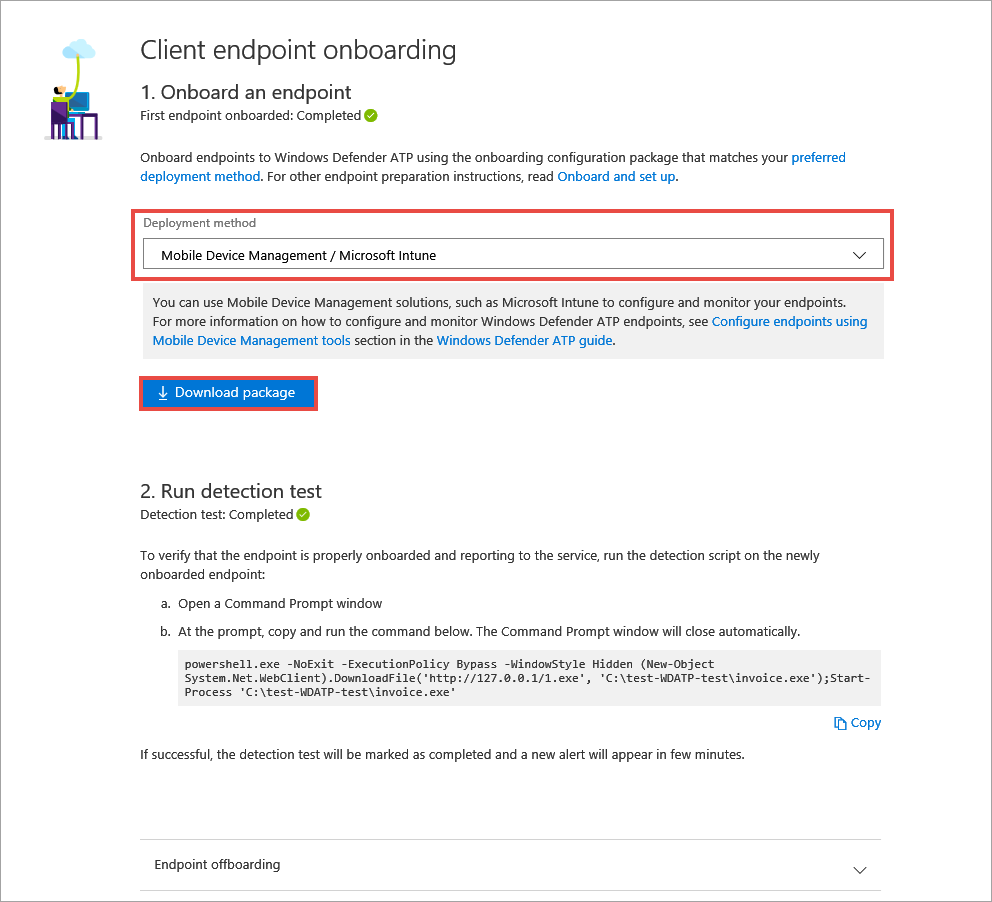 Client endpoint onboarding
1. Onboard an endpoint
First endpoint onboarded: Completed
Onboard endpoints to Windows Defender ATP using the onboarding configuration package that matches your preferred
deployment method. For other endpoint preparation instructions, read Onboard and set up.
Deployment method
Mobile Device Management / Microsoft Intune
You can use Mobile Device Management solutions, such as Microsoft Intune to configure and monitor your endpoints.
For more information on how to configure and monitor Windows Defender ATP endpoints, see Configure endpoints using
Mobile Device Management tools section in the Windows Defender ATP guide.
Download package
2. Run detection test
Detection test: Completed
To verify that the endpoint is properly onboarded and reporting to the service, run the detection script on the newly
onboarded endpoint:
a. Open a Command Prompt window
b. At the prompt, copy and run the command below. The Command Prompt window will close automatically.
powershell.exe -NoExit -ExecutionPolicy Bypass -WindowStyle Hidden (New-Object
System.Net.WebClient).DownloadFile('http://127.0.0.1/1.exe', 'C:\test-WDATP-test\invoice.exe');Start-
Process 'C:\test-WDATP-test\invoice.exe'
Copy
If successful, the detection test will be marked as completed and a new alert will appear in few minutes.
Endpoint offboarding